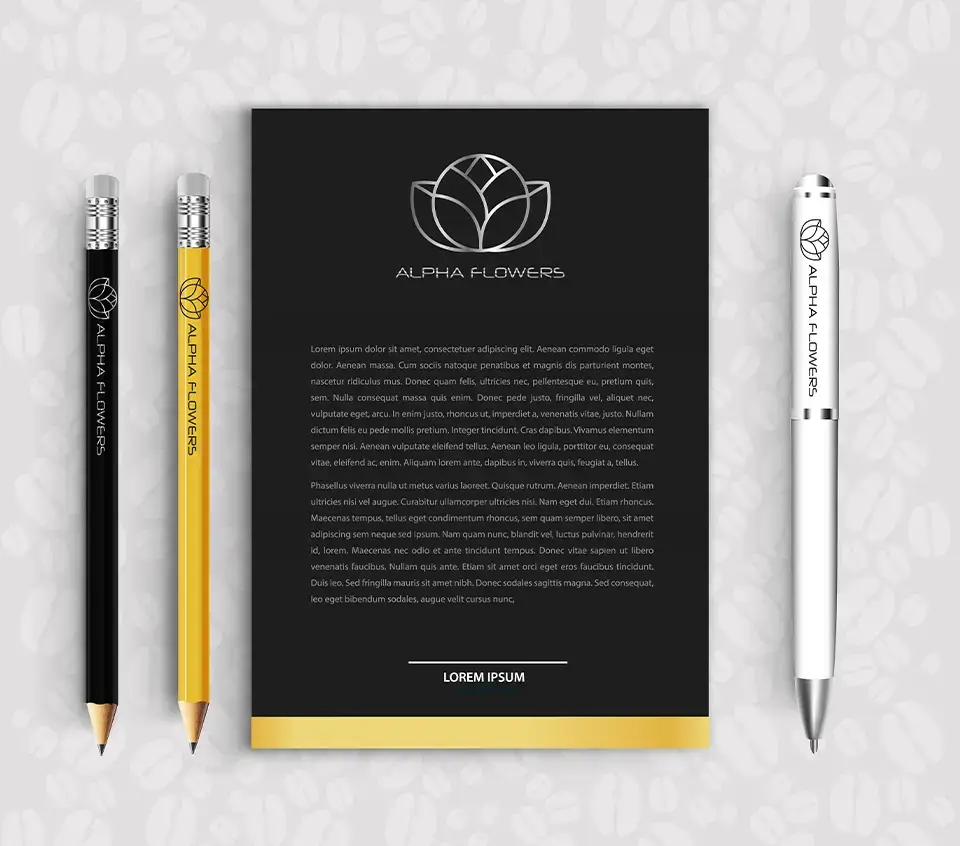 ALPHA FLOWERS
ALPHA FLOWERS
ALPHA FLOWERS
Lorem ipsum dolor sit amet, consectetuer adipiscing elit. Aenean commodo ligula eget
dolor. Aenean massa. Cum sociis natoque penatibus et magnis dis parturient montes,
nascetur ridiculus mus. Donec quam felis, ultricies nec, pellentesque eu, pretium quis,
sem. Nulla consequat massa quis enim. Donec pede justo, fringilla vel, aliquet nec,
vulputate eget, arcu. In enim justo, rhoncus ut, imperdiet a, venenatis vitae, justo. Nullam
dictum felis eu pede mollis pretium. Integer tincidunt. Cras dapibus. Vivamus elementum
semper nisi. Aenean vulputate eleifend tellus. Aenean leo ligula, porttitor eu, consequat
vitae, eleifend ac, enim. Aliquam lorem ante, dapibus in, viverra quis, feugiat a, tellus.
Phasellus viverra nulla ut metus varius laoreet. Quisque rutrum. Aenean imperdiet. Etiam
ultricies nisi vel augue. Curabitur ullamcorper ultricies nisi. Nam eget dui. Etiam rhoncus.
Maecenas tempus, tellus eget condimentum rhoncus, sem quam semper libero, sit amet
adipiscing sem neque sed ipsum. Nam quam nunc, blandit vel, luctus pulvinar, hendrerit
id, lorem. Maecenas nec odio et ante tincidunt tempus. Donec vitae sapien ut libero
venenatis faucibus. Nullam quis ante. Etiam sit amet orci eget eros faucibus tincidunt.
Duis leo. Sed fringilla mauris sit amet nibh. Donec sodales sagittis magna. Sed consequat,
leo eget bibendum sodales, augue velit cursus nunc,
LOREM IPSUM
ALPHA FLOWERS